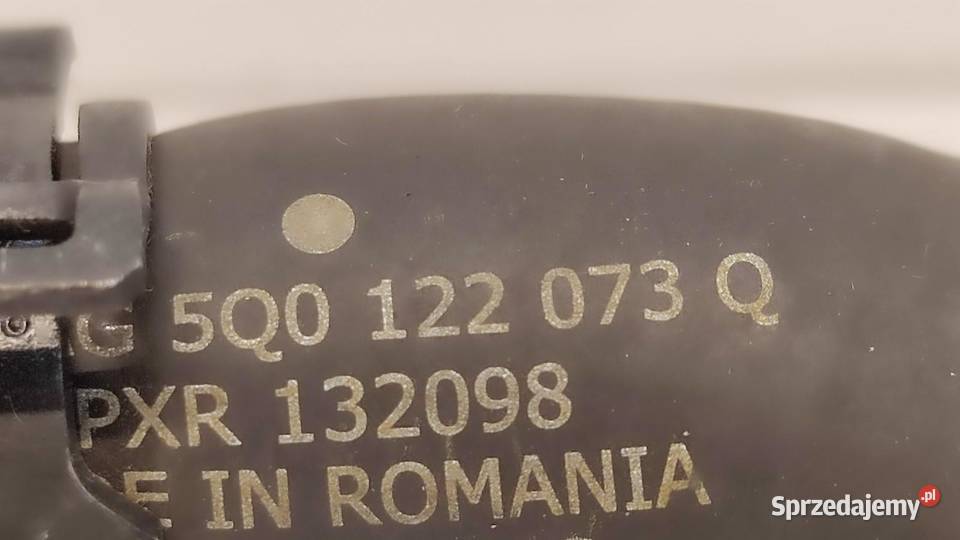 G 5Q0 122 073 Q
PXR 132098
E IN ROMANIA
Sprzedajemy.pl